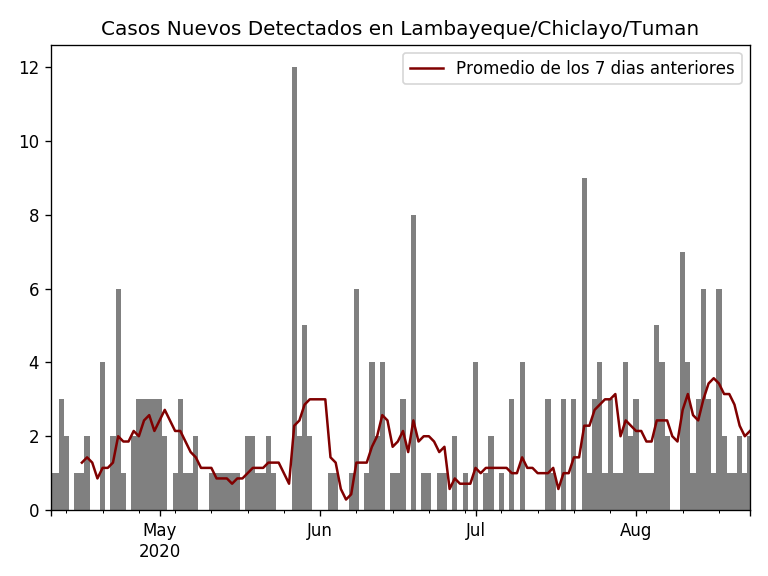 Casos Nuevos Detectados en Lambayeque/Chiclayo/Tuman
Promedio de los 7 dias anteriores
12
10
8
6
4
2
0
May
2020
Jun
Jul
Aug